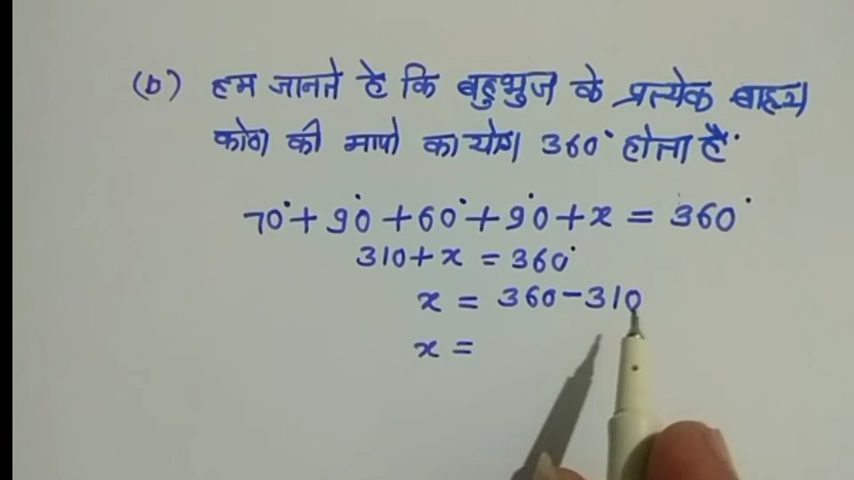 (b) हम जानते है कि बहुभुज के प्रत्येक बाह्य
कोण की मापो का योग 360° होता है
70° + 90° + 60° + 90° + x = 360°
310 + x = 360°
x = 360 - 310
x =